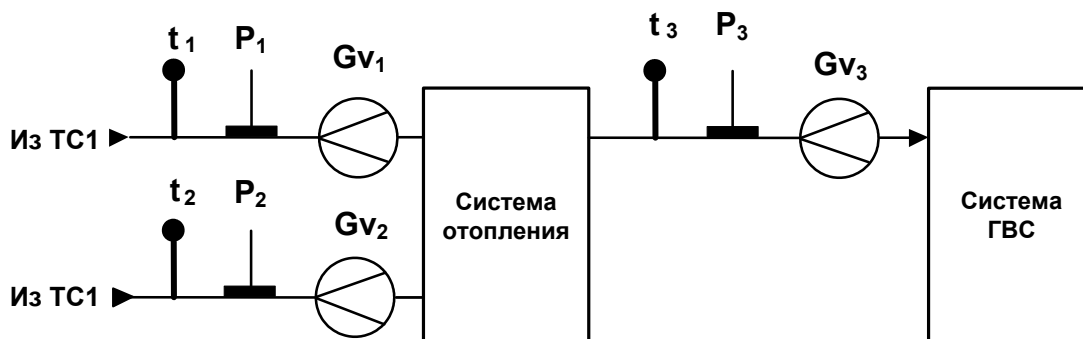 t₁ P₁ Gv₁
t₃ P₃ Gv₃
Из ТС1
Система
отопления
Система
ГВС
t₂ P₂ Gv₂
Из ТС1